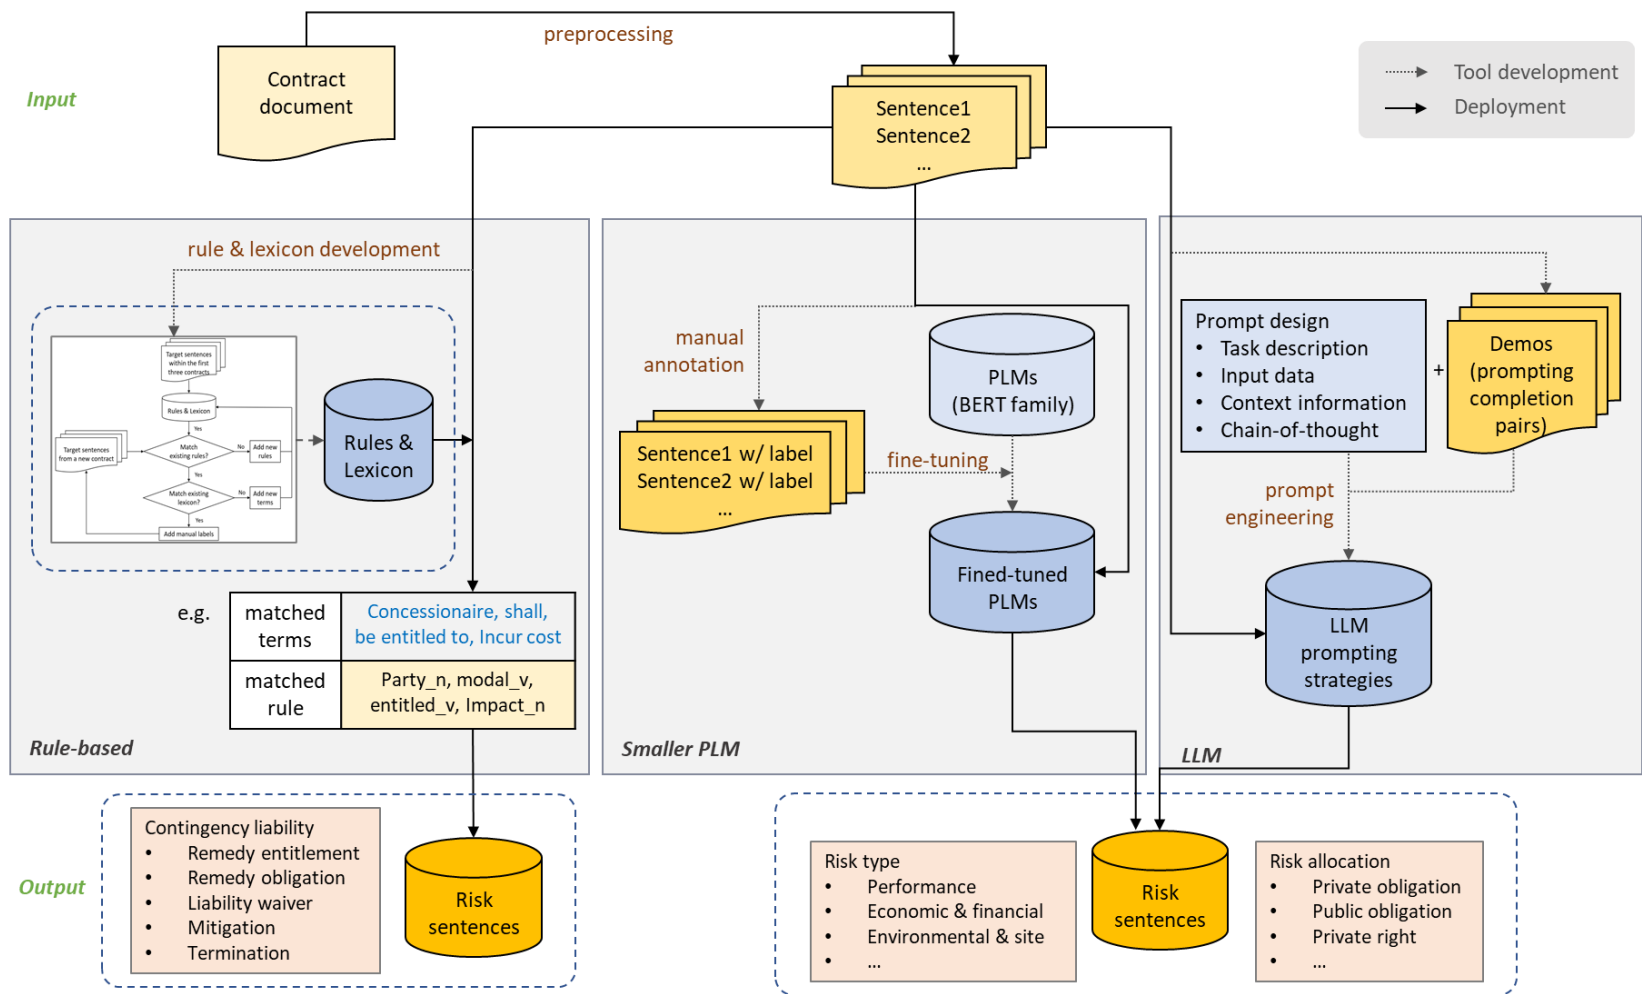 preprocessing
Input
Contract
document
Sentence1
Sentence2
...
Tool development
Deployment
rule & lexicon development
Target sentences
within the first
three contracts
Rules & Lexicon
Yes
Target sentences
from a new contract
Match
existing rules?
No
Add new
rules
Yes
Match existing
lexicon?
No
Add new
terms
Yes
Add manual labels
Rules &
Lexicon
e.g.
matched
terms
Concessionaire, shall,
be entitled to, Incur cost
matched
rule
Party_n, modal_v,
entitled_v, Impact_n
Rule-based
manual
annotation
PLMs
(BERT family)
Sentence1 w/ label
Sentence2 w/ label
...
fine-tuning
Fined-tuned
PLMs
Smaller PLM
Prompt design
• Task description
• Input data
• Context information
• Chain-of-thought
+
Demos
(prompting
completion
pairs)
prompt
engineering
LLM
prompting
strategies
LLM
Output
Contingency liability
• Remedy entitlement
• Remedy obligation
• Liability waiver
• Mitigation
• Termination
Risk
sentences
Risk type
• Performance
• Economic & financial
• Environmental & site
• ...
Risk
sentences
Risk allocation
• Private obligation
• Public obligation
• Private right
• ...